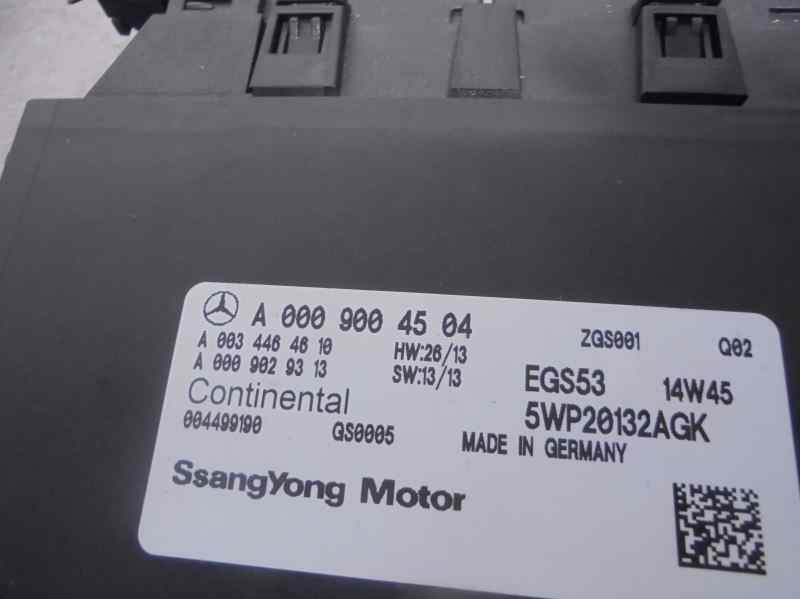 A 000 900 45 04
ZGS001 Q02
A 003 446 46 10 HW:26/13
A 000 902 93 13 SW:13/13
EGS53 14W45
Continental 5WP20132AGK
004499190 GS0005 MADE IN GERMANY
SsangYong Motor